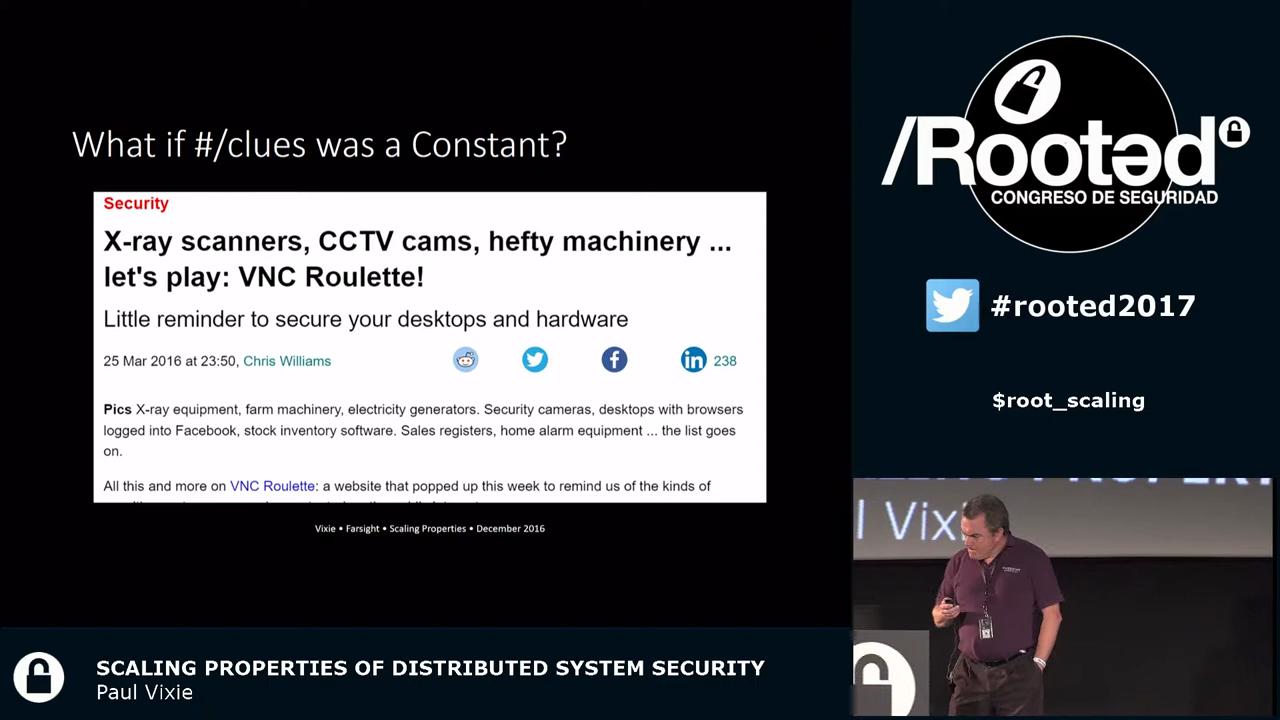 What if #/clues was a Constant?
Security
X-ray scanners, CCTV cams, hefty machinery ...
let's play: VNC Roulette!
Little reminder to secure your desktops and hardware
25 Mar 2016 at 23:50, Chris Williams
238
Pics X-ray equipment, farm machinery, electricity generators. Security cameras, desktops with browsers
logged into Facebook, stock inventory software. Sales registers, home alarm equipment ... the list goes
on.
All this and more on VNC Roulette: a website that popped up this week to remind us of the kinds of
Vixie • Farsight • Scaling Properties • December 2016
/Rootəd
CONGRESO DE SEGURIDAD
#rooted2017
$root_scaling
l Vixi
SCALING PROPERTIES OF DISTRIBUTED SYSTEM SECURITY
Paul Vixie